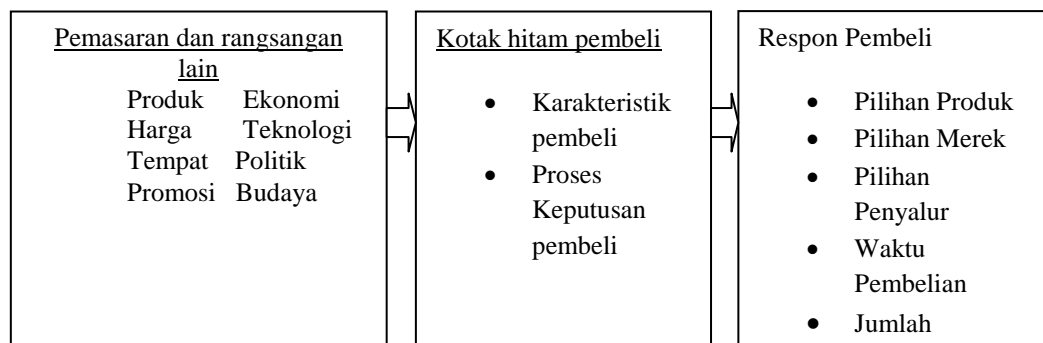 Pemasaran dan rangsangan
lain
Produk Ekonomi
Harga Teknologi
Tempat Politik
Promosi Budaya
Kotak hitam pembeli
• Karakteristik
pembeli
• Proses
Keputusan
pembeli
Respon Pembeli
• Pilihan Produk
• Pilihan Merek
• Pilihan
Penyalur
• Waktu
Pembelian
• Jumlah